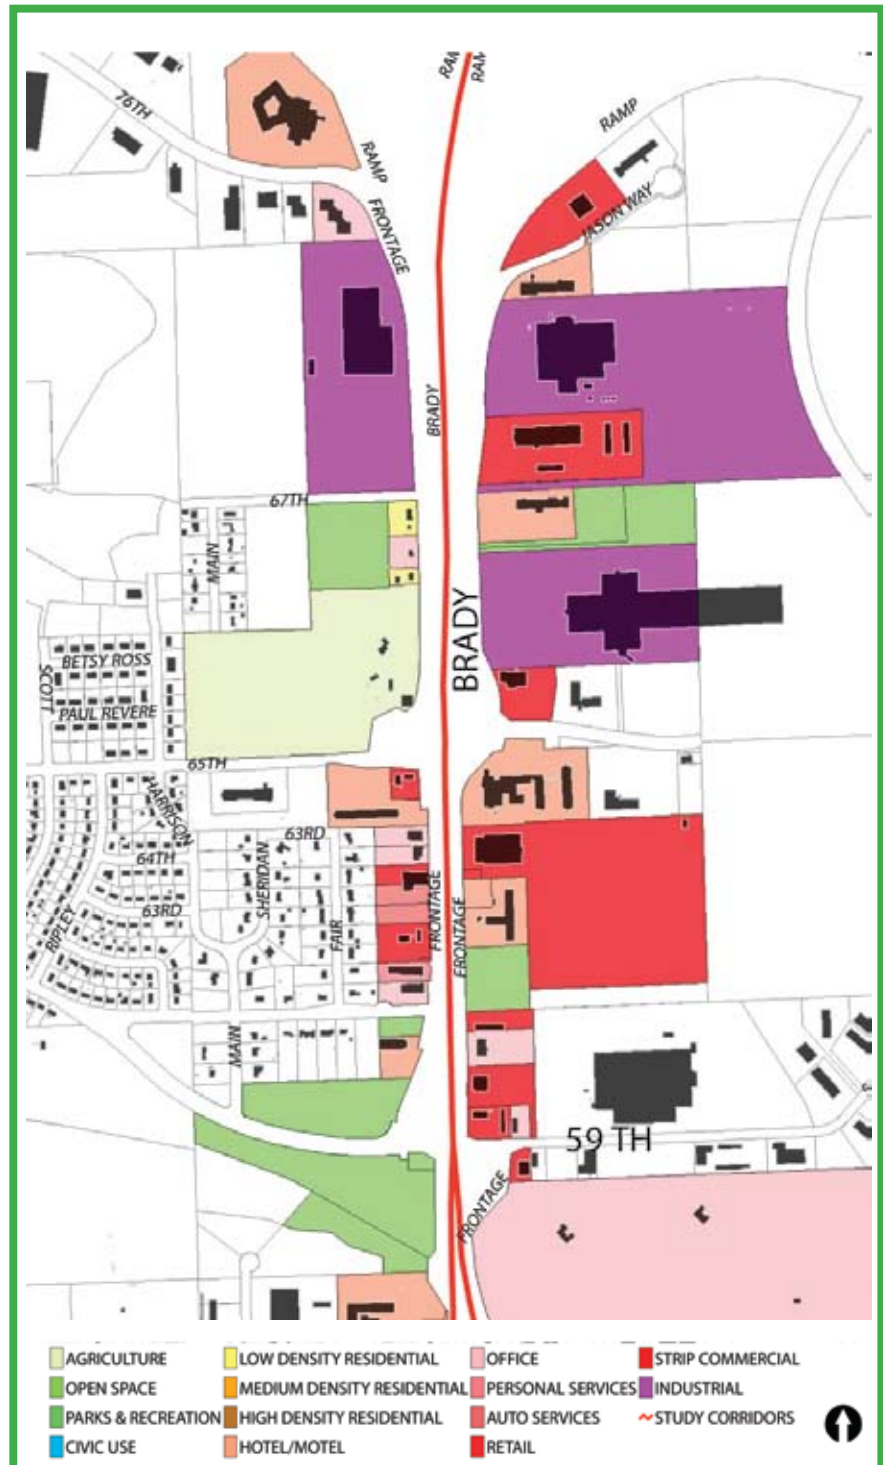 RAMP
RAMP
76TH
RAMP
RAMP
FRONTAGE
JASON WAY
BRADY
67TH
MAIN
BRADY
BETSY ROSS
SCOTT
PAUL REVERE
65TH
HARRISON
63RD
64TH
SHERIDAN
63RD
FAIR
FRONTAGE
FRONTAGE
RIPLEY
MAIN
59 TH
FRONTAGE
AGRICULTURE
LOW DENSITY RESIDENTIAL
OFFICE
STRIP COMMERCIAL
OPEN SPACE
MEDIUM DENSITY RESIDENTIAL
PERSONAL SERVICES
INDUSTRIAL
PARKS & RECREATION
HIGH DENSITY RESIDENTIAL
AUTO SERVICES
STUDY CORRIDORS
CIVIC USE
HOTEL/MOTEL
RETAIL